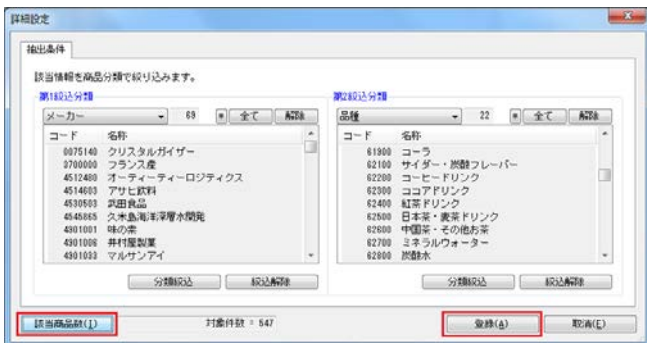 詳細設定
抽出条件
該当情報を商品分類で絞り込みます。
第1絞込分類
メーカー 69 * 全て 解除
コード 名称
0075140 クリスタルガイザー
3700000 フランス産
4512480 オーティーティーロジティクス
4514603 アサヒ飲料
4530503 武田食品
4545865 久米島海洋深層水開発
4901001 味の素
4901006 井村屋製菓
4901033 マルサンアイ
分類絞込 絞込解除
第2絞込分類
品種 22 * 全て 解除
コード 名称
61900 コーラ
62100 サイダー・炭酸フレーバー
62200 コーヒードリンク
62300 ココアドリンク
62400 紅茶ドリンク
62500 日本茶・麦茶ドリンク
62600 中国茶・その他お茶
62700 ミネラルウォーター
62800 炭酸水
分類絞込 絞込解除
該当商品数(I) 対象件数 = 547 登録(A) 取消(E)